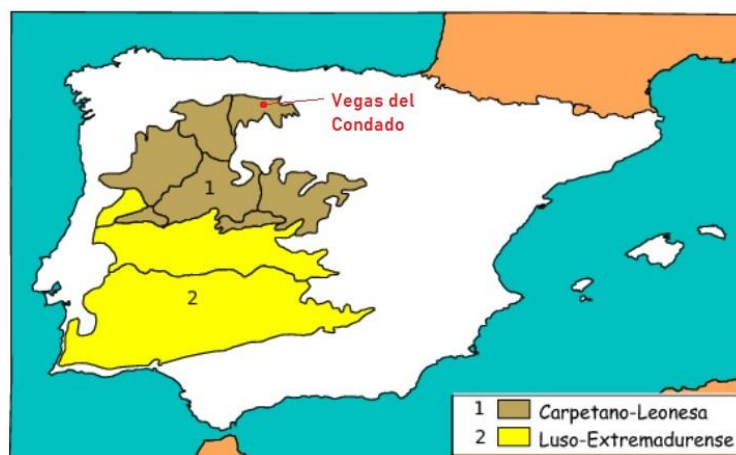 Vegas del
Condado
1
2
1 Carpetano-Leonesa
2 Luso-Extremadurense